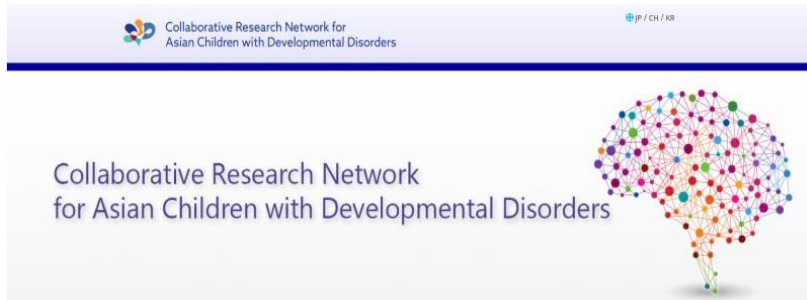 Collaborative Research Network for
Asian Children with Developmental Disorders
JP / CH / KR
Collaborative Research Network
for Asian Children with Developmental Disorders